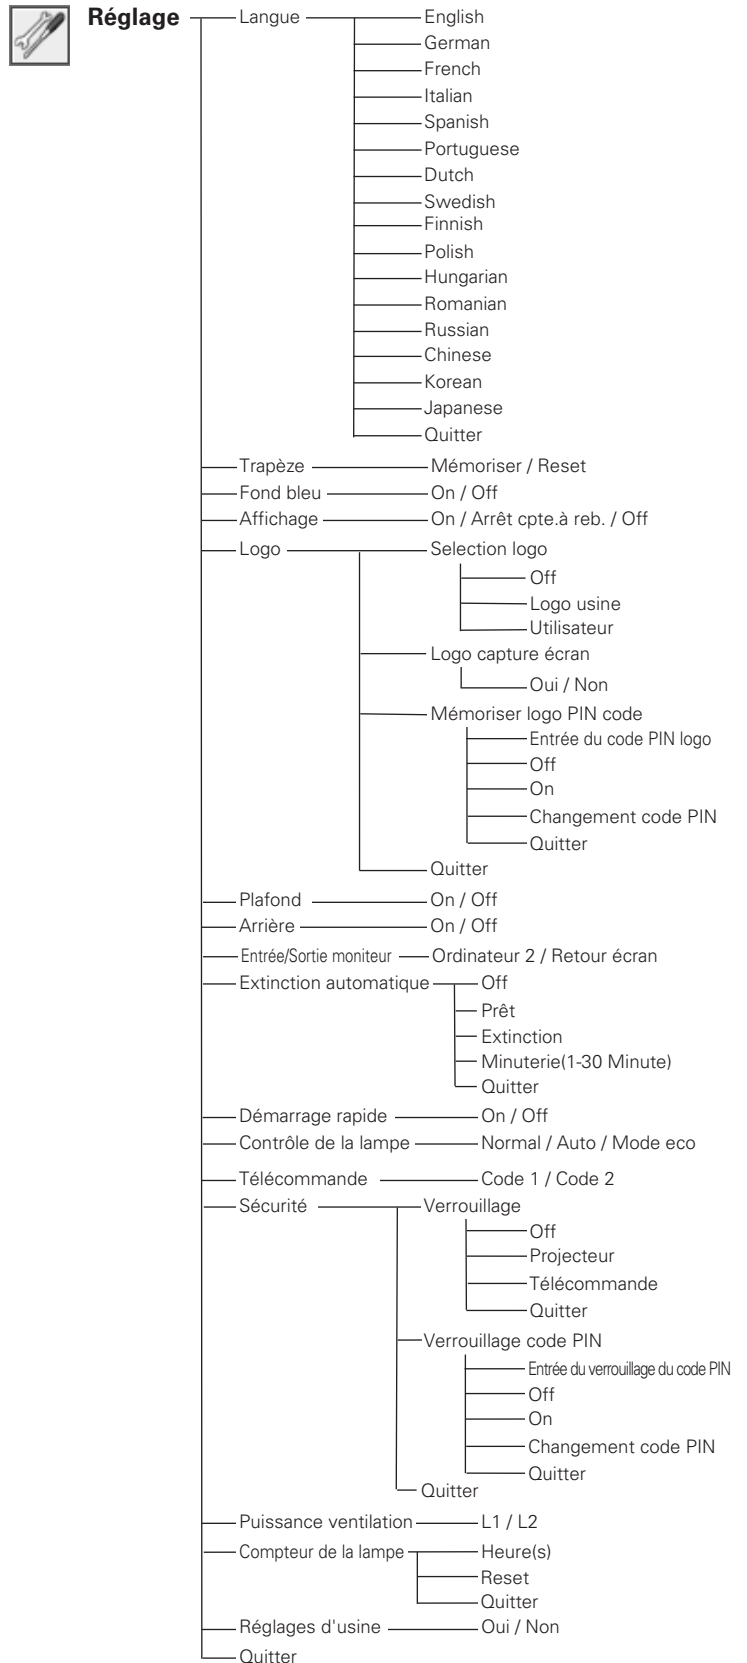 Réglage Langue English
German
French
Italian
Spanish
Portuguese
Dutch
Swedish
Finnish
Polish
Hungarian
Romanian
Russian
Chinese
Korean
Japanese
Quitter
Trapèze Mémoriser / Reset
Fond bleu On / Off
Affichage On / Arrêt cpte.à reb. / Off
Logo Selection logo
Off
Logo usine
Utilisateur
Logo capture écran
Oui / Non
Mémoriser logo PIN code
Entrée du code PIN logo
Off
On
Changement code PIN
Quitter
Quitter
Plafond On / Off
Arrière On / Off
Entrée/Sortie moniteur Ordinateur 2 / Retour écran
Extinction automatique Off
Prêt
Extinction
Minuterie(1-30 Minute)
Quitter
Démarrage rapide On / Off
Contrôle de la lampe Normal / Auto / Mode eco
Télécommande Code 1 / Code 2
Sécurité Verrouillage
Off
Projecteur
Télécommande
Quitter
Verrouillage code PIN
Entrée du verrouillage du code PIN
Off
On
Changement code PIN
Quitter
Quitter
Puissance ventilation L1 / L2
Compteur de la lampe Heure(s)
Reset
Quitter
Réglages d'usine Oui / Non
Quitter